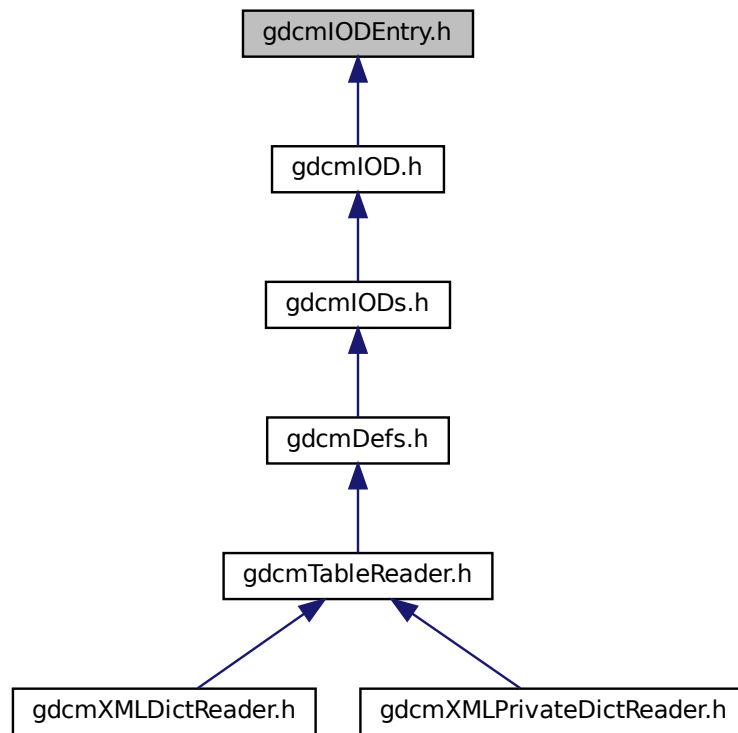 gdcmIODEntry.h
gdcmIOD.h
gdcmIODs.h
gdcmDefs.h
gdcmTableReader.h
gdcmXMLDictReader.h
gdcmXMLPrivateDictReader.h